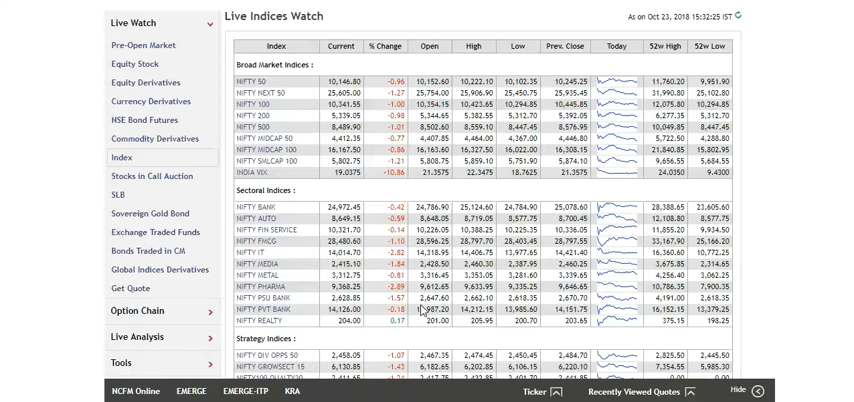 Live Watch
Pre-Open Market
Equity Stock
Equity Derivatives
Currency Derivatives
NSE Bond Futures
Commodity Derivatives
Index
Stocks in Call Auction
SLB
Sovereign Gold Bond
Exchange Traded Funds
Bonds Traded in CM
Global Indices Derivatives
Get Quote
Option Chain
Live Analysis
Tools
Live Indices Watch
As on Oct 23, 2018 15:32:25 IST
Index Current % Change Open High Low Prev. Close Today 52w High 52w Low
Broad Market Indices :
NIFTY 50 10,146.80 -0.96 10,152.60 10,222.10 10,102.35 10,245.25 11,760.20 9,951.90
NIFTY NEXT 50 25,605.00 -1.27 25,754.00 25,906.90 25,450.75 25,935.45 31,990.80 25,102.80
NIFTY 100 10,341.55 -1.00 10,354.15 10,423.65 10,294.85 10,445.85 12,075.80 10,294.85
NIFTY 200 5,339.05 -0.98 5,344.65 5,382.55 5,312.70 5,392.05 6,277.35 5,312.70
NIFTY 500 8,489.90 -1.01 8,502.60 8,559.10 8,447.45 8,576.95 10,049.85 8,447.45
NIFTY MIDCAP 50 4,412.35 -0.77 4,407.85 4,464.00 4,367.00 4,446.80 5,722.50 4,288.80
NIFTY MIDCAP 100 16,167.50 -0.86 16,163.60 16,327.50 16,022.00 16,308.15 21,840.85 15,802.95
NIFTY SMLCAP 100 5,802.75 -1.21 5,808.75 5,859.10 5,751.90 5,874.10 9,656.55 5,684.55
INDIA VIX 19.0375 -10.86 21.3575 22.3475 18.7625 21.3575 24.0350 9.4300
Sectoral Indices :
NIFTY BANK 24,972.45 -0.42 24,786.90 25,124.60 24,784.90 25,078.60 28,388.65 23,605.60
NIFTY AUTO 8,649.15 -0.59 8,648.05 8,719.05 8,577.75 8,700.45 12,108.80 8,577.75
NIFTY FIN SERVICE 10,321.70 -0.14 10,226.05 10,388.25 10,225.35 10,336.05 11,855.20 9,934.50
NIFTY FMCG 28,480.60 -1.10 28,596.25 28,797.70 28,403.45 28,797.55 33,167.90 25,166.20
NIFTY IT 14,014.70 -2.82 14,318.95 14,406.75 13,977.65 14,421.40 16,360.60 10,772.25
NIFTY MEDIA 2,415.10 -1.84 2,428.50 2,460.30 2,387.95 2,460.25 3,675.85 2,314.65
NIFTY METAL 3,312.75 -0.81 3,316.45 3,353.05 3,281.60 3,339.65 4,256.40 3,062.25
NIFTY PHARMA 9,368.25 -2.89 9,612.65 9,633.95 9,335.25 9,646.65 10,786.35 7,900.35
NIFTY PSU BANK 2,628.85 -1.57 2,647.60 2,662.10 2,618.35 2,670.70 4,191.00 2,618.35
NIFTY PVT BANK 14,126.00 -0.18 14,212.15 13,985.60 14,151.75 16,152.15 13,379.25
NIFTY REALTY 204.00 0.17 201.00 205.95 200.70 203.65 375.15 198.25
Strategy Indices :
NIFTY DIV OPPS 50 2,458.05 -1.07 2,467.35 2,474.45 2,450.45 2,484.70 2,825.50 2,445.50
NIFTY GROWSECT 15 6,130.85 -1.43 6,182.65 6,202.85 6,106.15 6,220.10 7,354.55 5,985.30
NCFM Online EMERGE EMERGE-ITP KRA Ticker Recently Viewed Quotes Hide